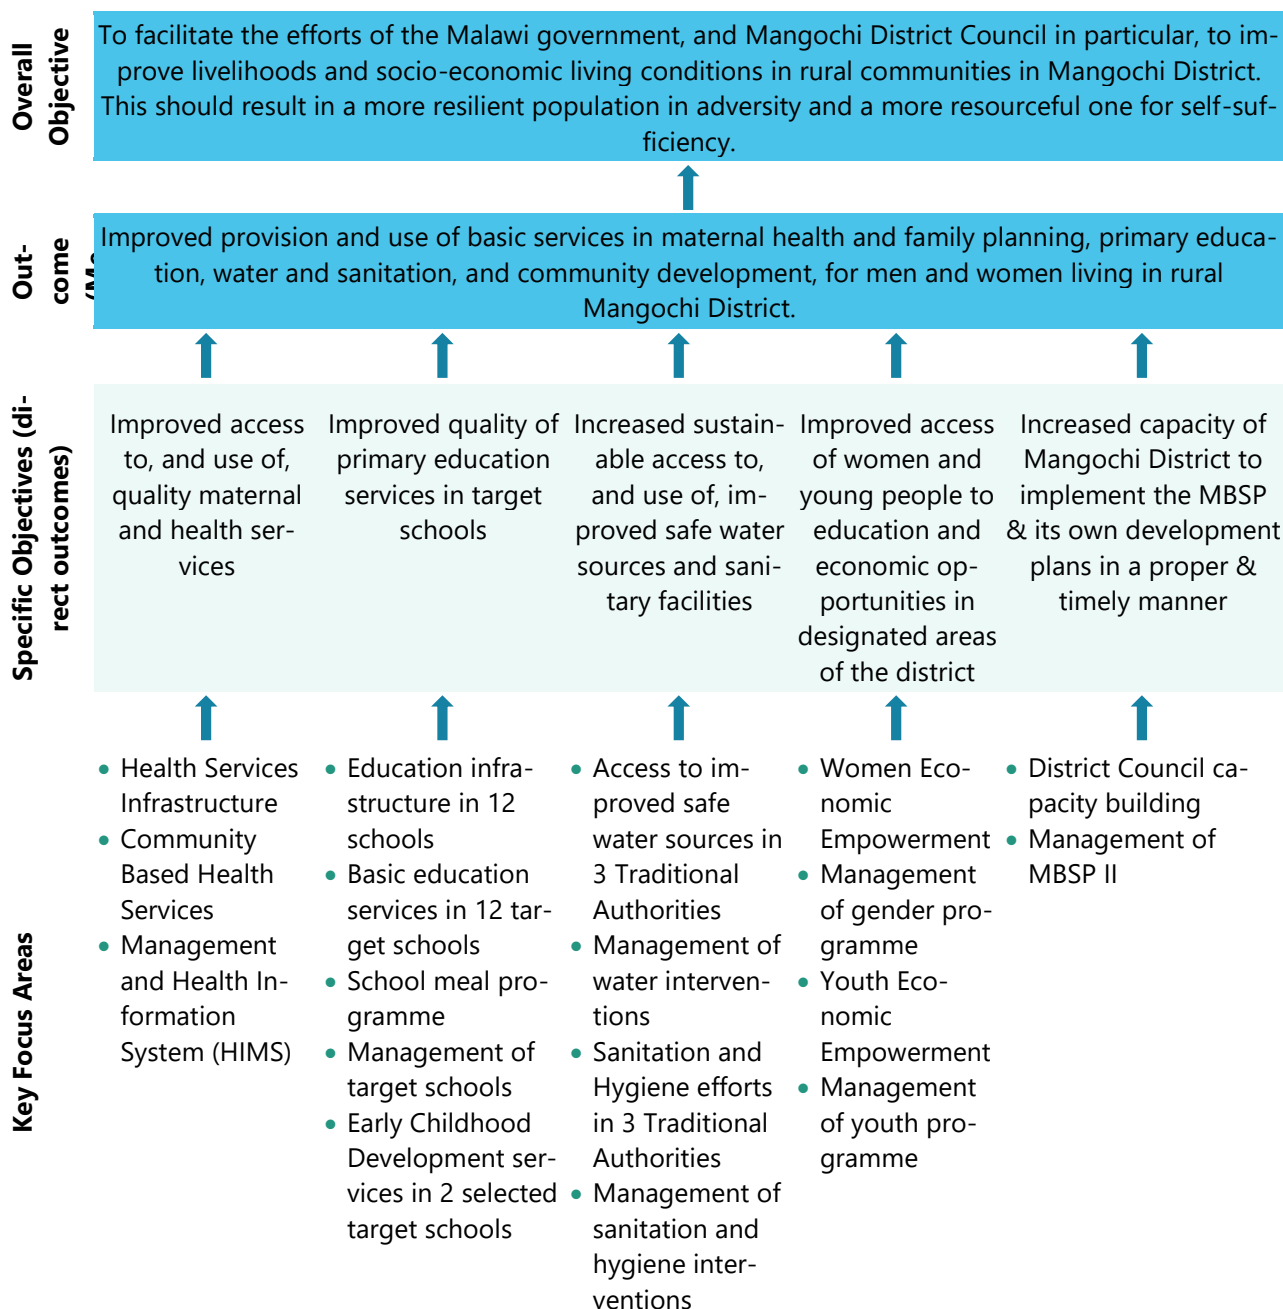 Overall
Objective
To facilitate the efforts of the Malawi government, and Mangochi District Council in particular, to im-
prove livelihoods and socio-economic living conditions in rural communities in Mangochi District.
This should result in a more resilient population in adversity and a more resourceful one for self-suf-
ficiency.
Out-
come
(Mo
Improved provision and use of basic services in maternal health and family planning, primary educa-
tion, water and sanitation, and community development, for men and women living in rural
Mangochi District.
Specific Objectives (di-
rect outcomes)
Improved access
to, and use of,
quality maternal
and health ser-
vices
Improved quality of
primary education
services in target
schools
Increased sustain-
able access to,
and use of, im-
proved safe water
sources and sani-
tary facilities
Improved access
of women and
young people to
education and
economic op-
portunities in
designated areas
of the district
Increased capacity of
Mangochi District to
implement the MBSP
& its own development
plans in a proper &
timely manner
Key Focus Areas
• Health Services
Infrastructure
• Community
Based Health
Services
• Management
and Health In-
formation
System (HIMS)
• Education infra-
structure in 12
schools
• Basic education
services in 12 tar-
get schools
• School meal pro-
gramme
• Management of
target schools
• Early Childhood
Development ser-
vices in 2 selected
target schools
• Access to im-
proved safe
water sources in
3 Traditional
Authorities
• Management of
water interven-
tions
• Sanitation and
Hygiene efforts
in 3 Traditional
Authorities
• Management of
sanitation and
hygiene inter-
ventions
• Women Eco-
nomic
Empowerment
• Management
of gender pro-
gramme
• Youth Eco-
nomic
Empowerment
• Management
of youth pro-
gramme
• District Council ca-
pacity building
• Management of
MBSP II